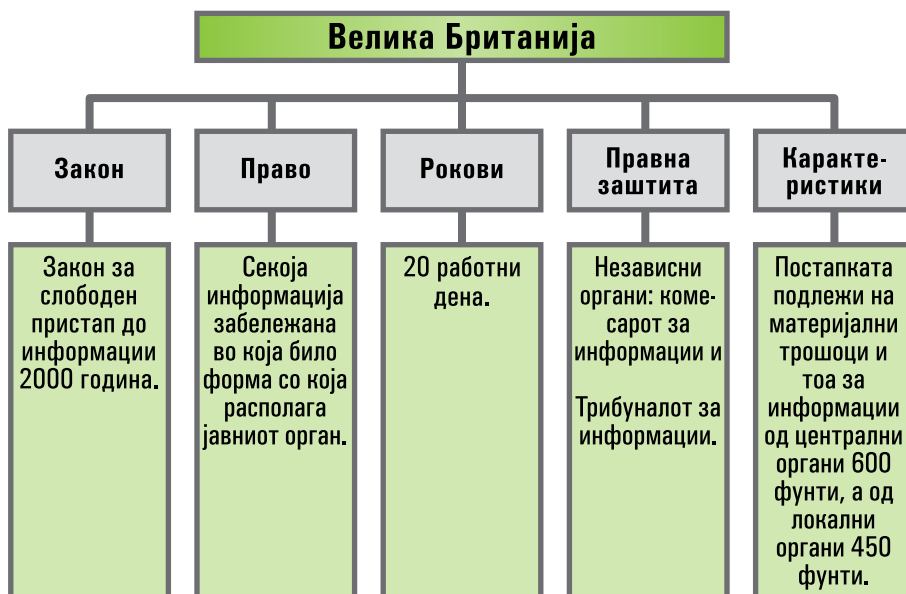 Велика Британија
Закон
Право
Рокови
Правна
заштита
Каракте-
ристики
Закон за
слободен
пристап до
информации
2000 година.
Секоја
информација
забележана
во која било
форма со која
располага
јавниот орган.
20 работни
дена.
Независни
органи: коме-
сарот за
информации и
Трибуналот за
информации.
Постапката
подлежи на
материјални
трошоци и
тоа за
информации
од централни
органи 600
фунти, а од
локални
органи 450
фунти.